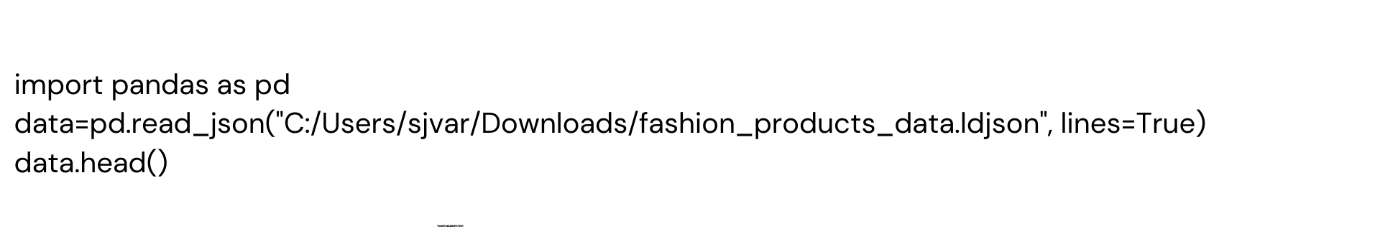 import pandas as pd
data=pd.read_json("C:/Users/sjvar/Downloads/fashion_products_data.ldjson", lines=True)
data.head()